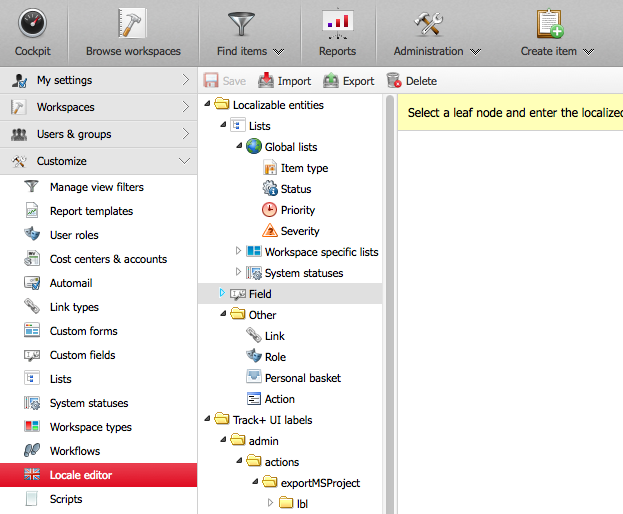 Cockpit
Browse workspaces
Find items
Reports
Administration
Create item
My settings
Workspaces
Users & groups
Customize
Manage view filters
Report templates
User roles
Cost centers & accounts
Automail
Link types
Custom forms
Custom fields
Lists
System statuses
Workspace types
Workflows
Locale editor
Scripts
Save
Import
Export
Delete
Localizable entities
Lists
Global lists
Item type
Status
Priority
Severity
Workspace specific lists
System statuses
Field
Other
Link
Role
Personal basket
Action
Track+ UI labels
admin
actions
exportMSProject
lbl
Select a leaf node and enter the localized